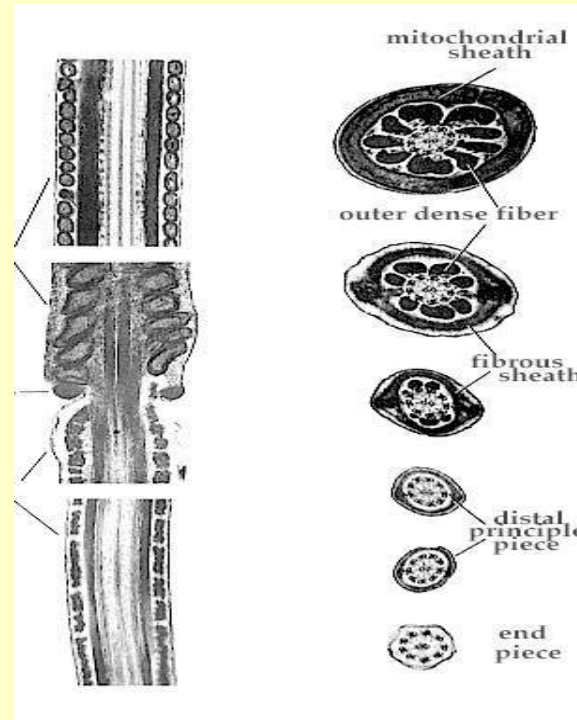 mitochondrial
sheath
outer dense fiber
fibrous
sheath
distal
principle
piece
end
piece